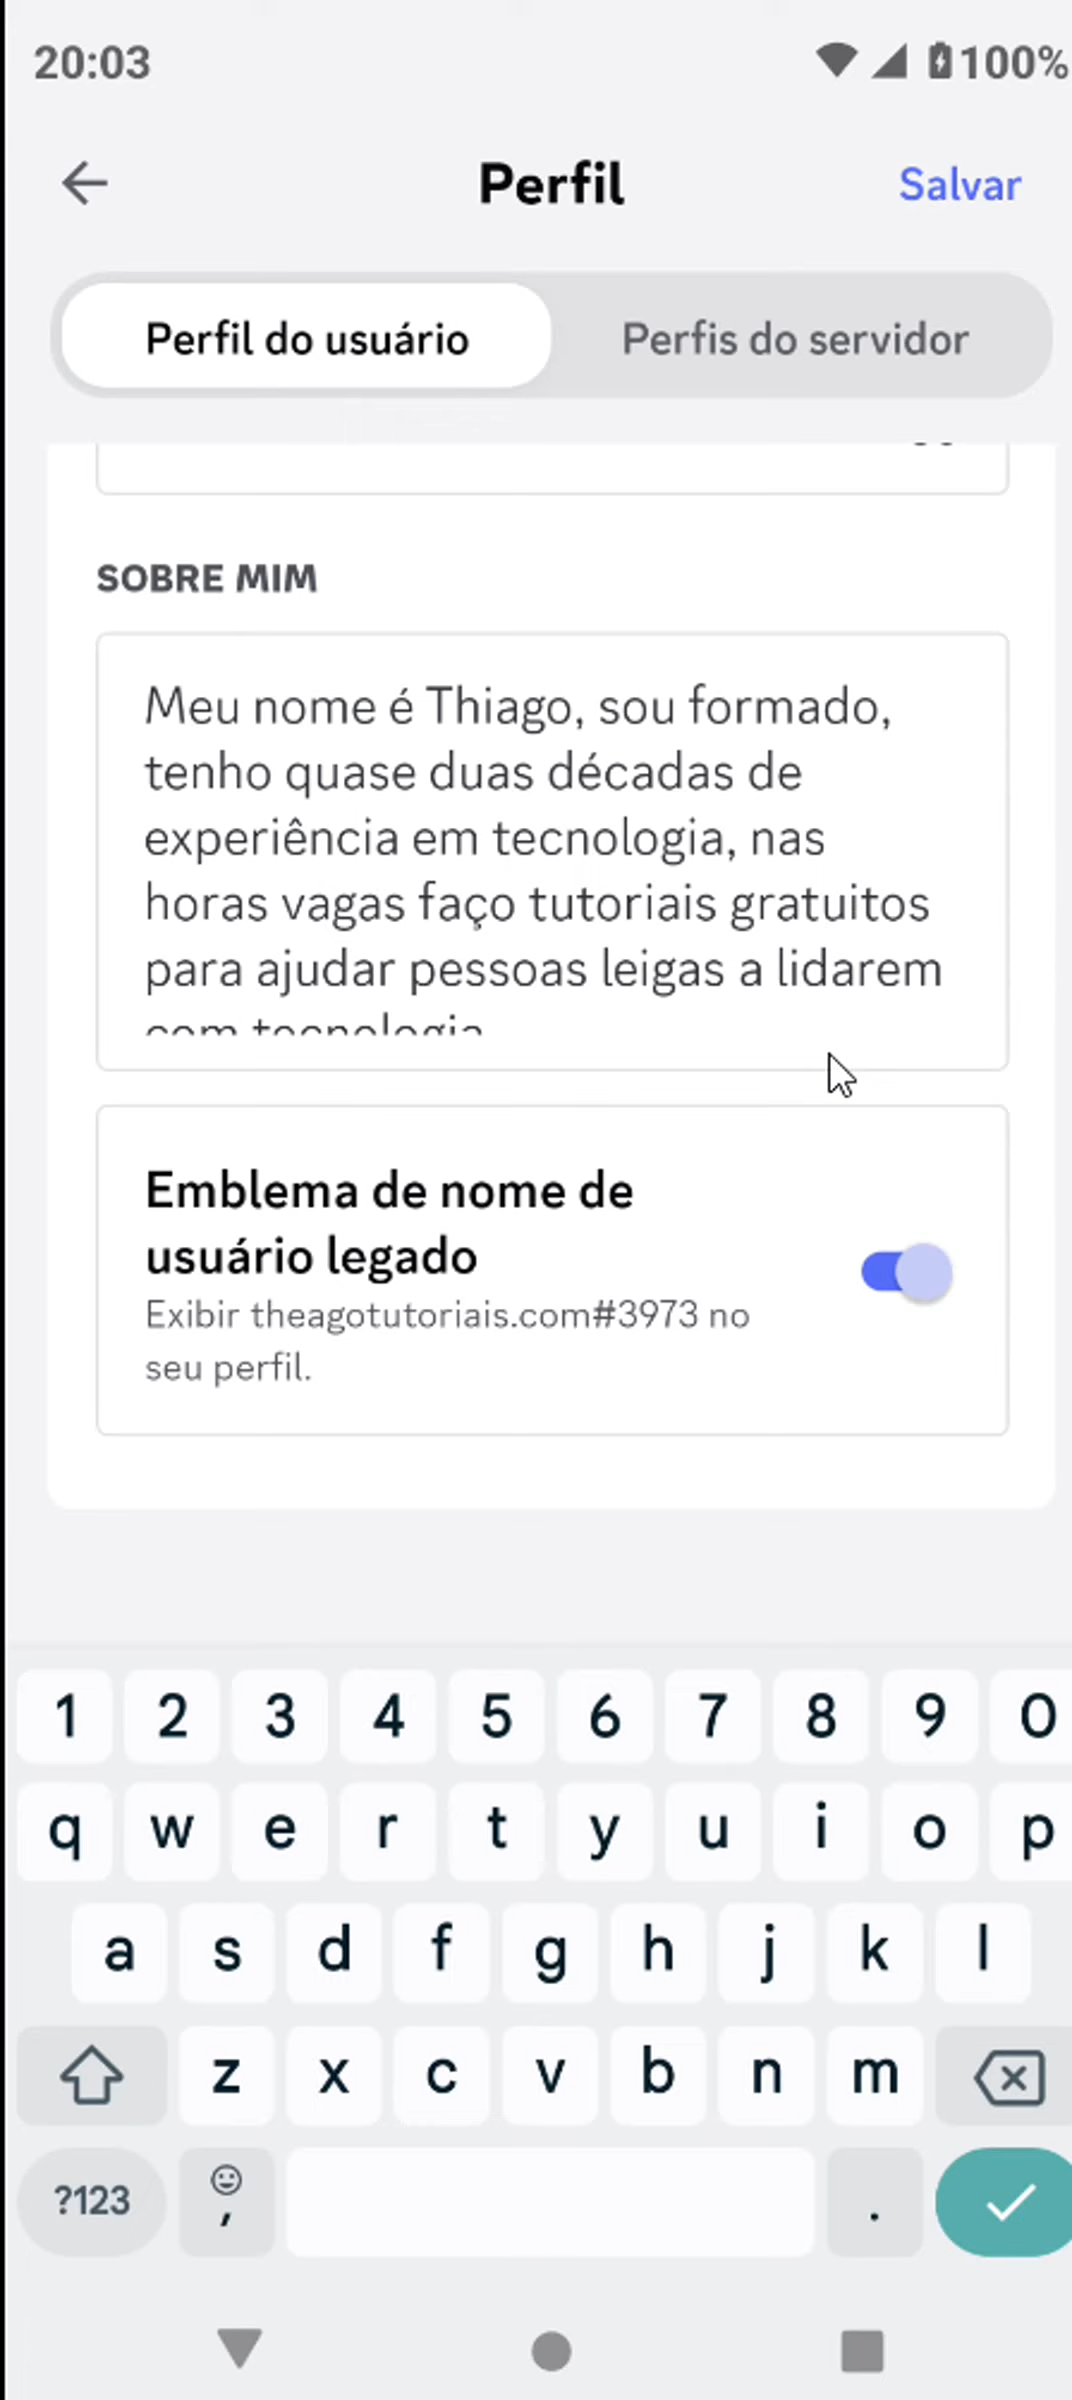 20:03
100%
Perfil
Salvar
Perfil do usuário
Perfis do servidor
SOBRE MIM
Meu nome é Thiago, sou formado,
tenho quase duas décadas de
experiência em tecnologia, nas
horas vagas faço tutoriais gratuitos
para ajudar pessoas leigas a lidarem
com tecnologia
Emblema de nome de
usuário legado
Exibir theagotutoriais.com#3973 no
seu perfil.
1 2 3 4 5 6 7 8 9 0
q w e r t y u i o p
a s d f g h j k l
z x c v b n m
?123 , .